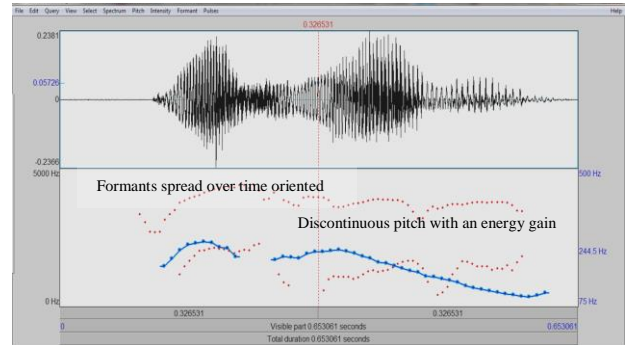 File Edit Query View Select Spectrum Pitch Intensity Formant Pulses Help
0.326531
0.2381
0.05726
0
-0.2366
5000 Hz
500 Hz
Formants spread over time oriented
Discontinuous pitch with an energy gain
244.5 Hz
0 Hz
75 Hz
0.326531 0.326531
0 Visible part 0.653061 seconds 0.653061
Total duration 0.653061 seconds